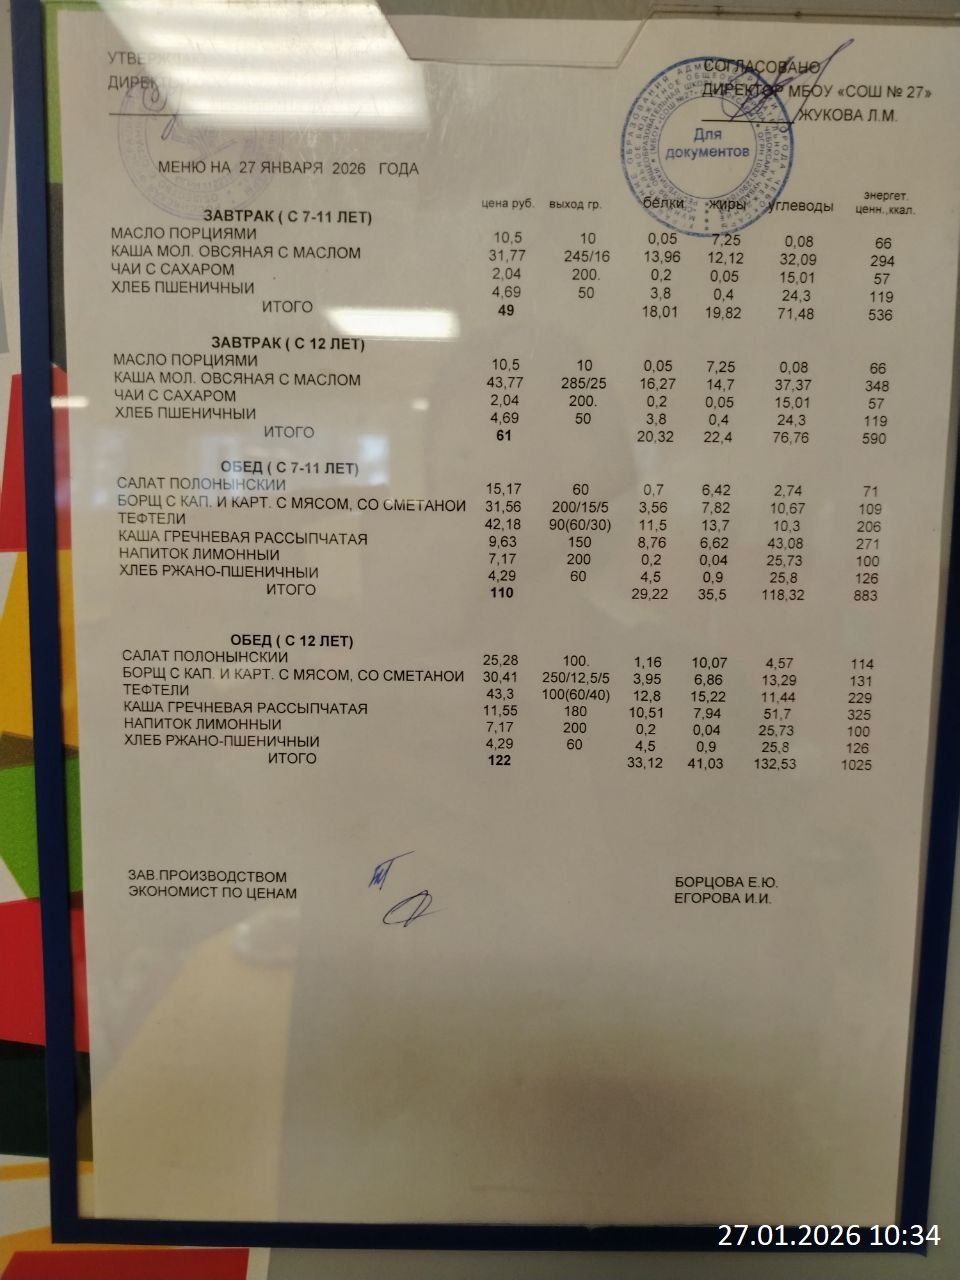 СОГЛАСОВАНО
ДИРЕКТОР МБОУ «СОШ № 27»
ЖУКОВА Л.М.
Для
документов
МЕНЮ НА 27 ЯНВАРЯ 2026 ГОДА
цена руб. выход гр. белки жиры углеводы энергет. ценн.,ккал.
ЗАВТРАК ( С 7-11 ЛЕТ)
МАСЛО ПОРЦИЯМИ 10,5 10 0,05 7,25 0,08 66
КАША МОЛ. ОВСЯНАЯ С МАСЛОМ 31,77 245/16 13,96 12,12 32,09 294
ЧАЙ С САХАРОМ 2,04 200. 0,2 0,05 15,01 57
ХЛЕБ ПШЕНИЧНЫЙ 4,69 50 3,8 0,4 24,3 119
ИТОГО 49 18,01 19,82 71,48 536
ЗАВТРАК ( С 12 ЛЕТ)
МАСЛО ПОРЦИЯМИ 10,5 10 0,05 7,25 0,08 66
КАША МОЛ. ОВСЯНАЯ С МАСЛОМ 43,77 285/25 16,27 14,7 37,37 348
ЧАЙ С САХАРОМ 2,04 200. 0,2 0,05 15,01 57
ХЛЕБ ПШЕНИЧНЫЙ 4,69 50 3,8 0,4 24,3 119
ИТОГО 61 20,32 22,4 76,76 590
ОБЕД ( С 7-11 ЛЕТ)
САЛАТ ПОЛОНЫНСКИЙ 15,17 60 0,7 6,42 2,74 71
БОРЩ С КАП. И КАРТ. С МЯСОМ, СО СМЕТАНОЙ 31,56 200/15/5 3,56 7,82 10,67 109
ТЕФТЕЛИ 42,18 90(60/30) 11,5 13,7 10,3 206
КАША ГРЕЧНЕВАЯ РАССЫПЧАТАЯ 9,63 150 8,76 6,62 43,08 271
НАПИТОК ЛИМОННЫЙ 7,17 200 0,2 0,04 25,73 100
ХЛЕБ РЖАНО-ПШЕНИЧНЫЙ 4,29 60 4,5 0,9 25,8 126
ИТОГО 110 29,22 35,5 118,32 883
ОБЕД ( С 12 ЛЕТ)
САЛАТ ПОЛОНЫНСКИЙ 25,28 100. 1,16 10,07 4,57 114
БОРЩ С КАП. И КАРТ. С МЯСОМ, СО СМЕТАНОЙ 30,41 250/12,5/5 3,95 6,86 13,29 131
ТЕФТЕЛИ 43,3 100(60/40) 12,8 15,22 11,44 229
КАША ГРЕЧНЕВАЯ РАССЫПЧАТАЯ 11,55 180 10,51 7,94 51,7 325
НАПИТОК ЛИМОННЫЙ 7,17 200 0,2 0,04 25,73 100
ХЛЕБ РЖАНО-ПШЕНИЧНЫЙ 4,29 60 4,5 0,9 25,8 126
ИТОГО 122 33,12 41,03 132,53 1025
ЗАВ.ПРОИЗВОДСТВОМ БОРЦОВА Е.Ю.
ЭКОНОМИСТ ПО ЦЕНАМ ЕГОРОВА И.И.
27.01.2026 10:34